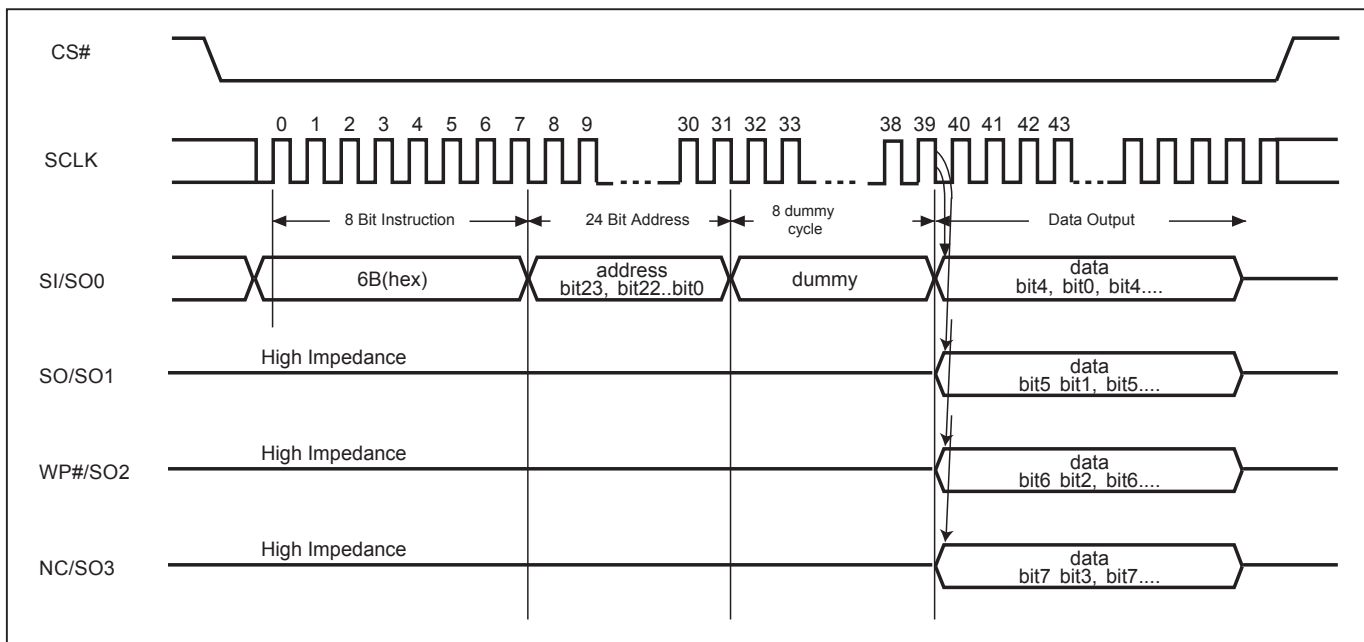 CS#
0 1 2 3 4 5 6 7 8 9 30 31 32 33 38 39 40 41 42 43
SCLK
8 Bit Instruction 24 Bit Address 8 dummy Data Output
cycle
SI/SO0 6B(hex) address dummy data
bit23, bit22..bit0 bit4, bit0, bit4....
High Impedance
SO/SO1 data
bit5 bit1, bit5....
High Impedance
WP#/SO2 data
bit6 bit2, bit6....
High Impedance
NC/SO3 data
bit7 bit3, bit7....